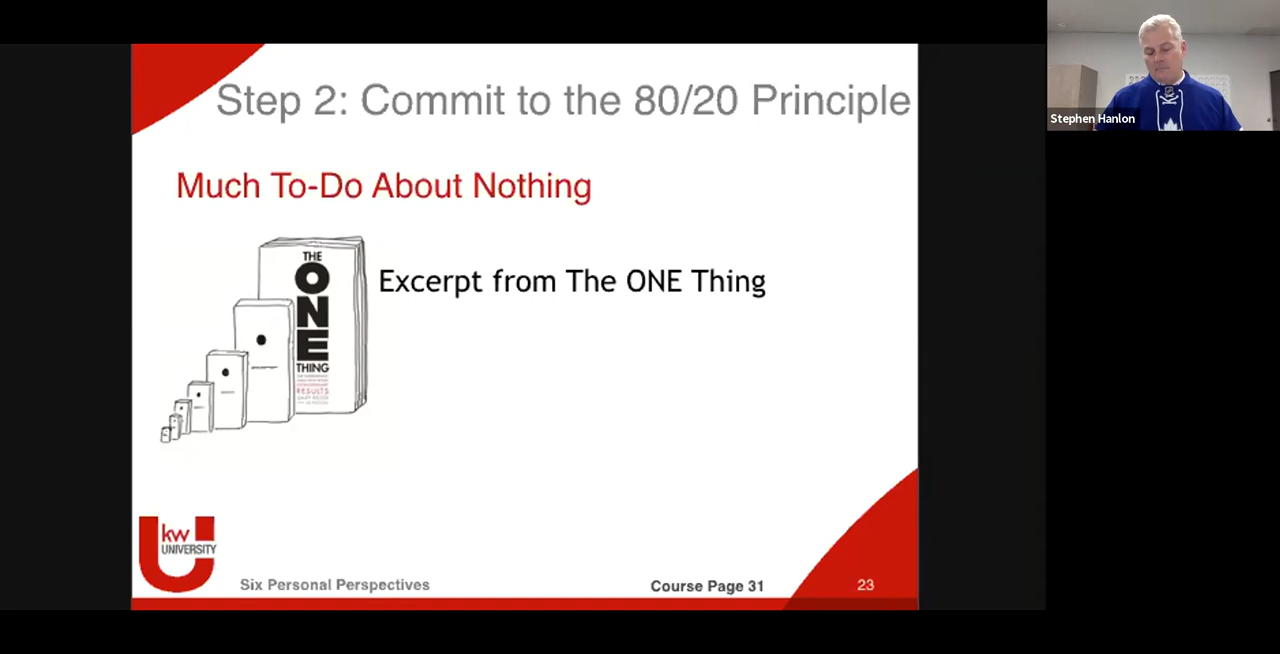 Step 2: Commit to the 80/20 Principle
Stephen Hanlon
Much To-Do About Nothing
THE
ONE
THING
RESULTS
Excerpt from The ONE Thing
kw
UNIVERSITY
Six Personal Perspectives
Course Page 31
23